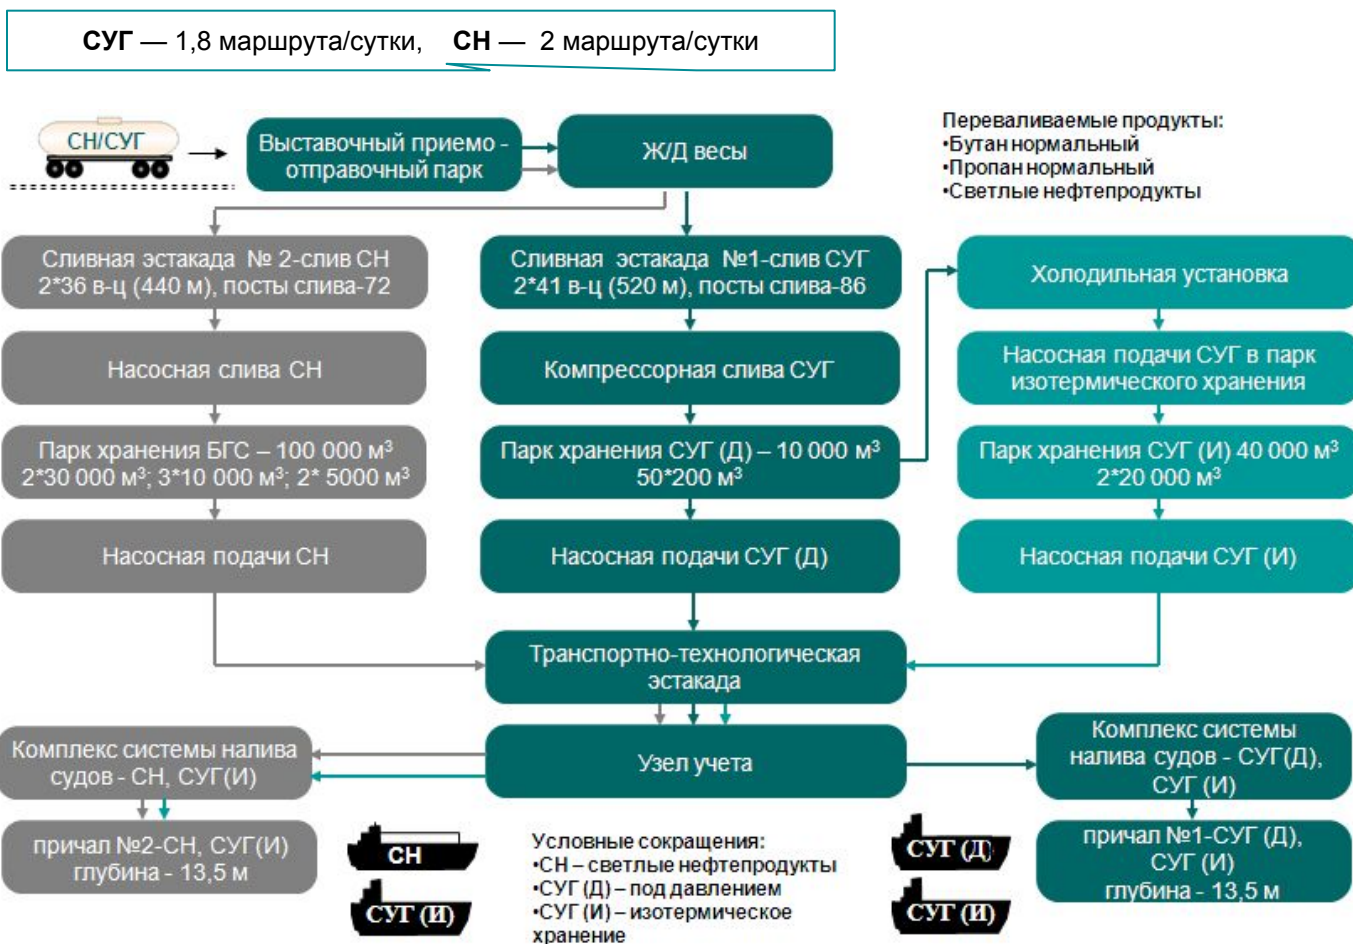 СУГ — 1,8 маршрута/сутки, СН — 2 маршрута/сутки
СН/СУГ
Выставочный приемо -
отправочный парк
Ж/Д весы
Переваливаемые продукты:
•Бутан нормальный
•Пропан нормальный
•Светлые нефтепродукты
Сливная эстакада № 2-слив СН
2*36 в-ц (440 м), посты слива-72
Сливная эстакада №1-слив СУГ
2*41 в-ц (520 м), посты слива-86
Холодильная установка
Насосная слива СН
Компрессорная слива СУГ
Насосная подачи СУГ в парк
изотермического хранения
Парк хранения БГС – 100 000 м³
2*30 000 м³; 3*10 000 м³; 2* 5000 м³
Парк хранения СУГ (Д) – 10 000 м³
50*200 м³
Парк хранения СУГ (И) 40 000 м³
2*20 000 м³
Насосная подачи СН
Насосная подачи СУГ (Д)
Насосная подачи СУГ (И)
Транспортно-технологическая
эстакада
Комплекс системы налива
судов - СН, СУГ(И)
Узел учета
Комплекс системы
налива судов - СУГ(Д),
СУГ (И)
причал №2-СН, СУГ(И)
глубина - 13,5 м
СН
СУГ (И)
Условные сокращения:
•СН – светлые нефтепродукты
•СУГ (Д) – под давлением
•СУГ (И) – изотермическое
хранение
СУГ (Д)
СУГ (И)
причал №1-СУГ (Д),
СУГ (И)
глубина - 13,5 м